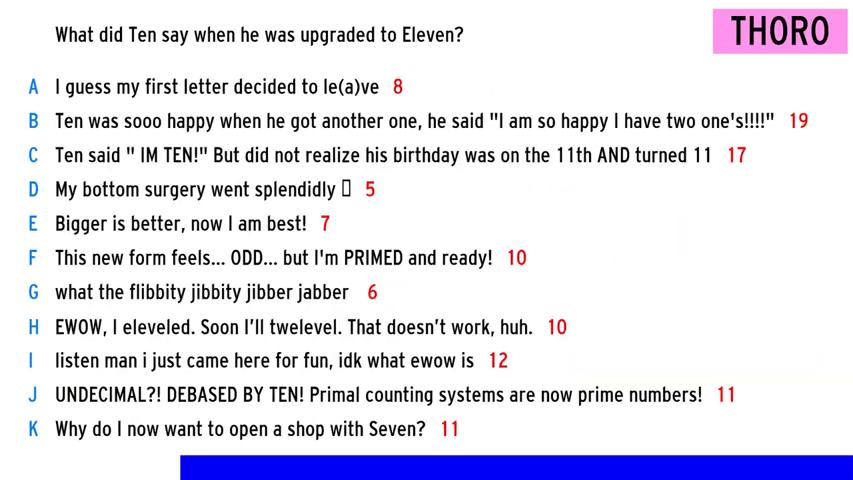 What did Ten say when he was upgraded to Eleven?
THORO
A I guess my first letter decided to le(a)ve 8
B Ten was sooo happy when he got another one, he said "I am so happy I have two one's!!!!" 19
C Ten said " IM TEN!" But did not realize his birthday was on the 11th AND turned 11 17
D My bottom surgery went splendidly ▯ 5
E Bigger is better, now I am best! 7
F This new form feels... ODD... but I'm PRIMED and ready! 10
G what the flibbity jibbity jibber jabber 6
H EWOW, I eleveled. Soon I’ll twelevel. That doesn’t work, huh. 10
I listen man i just came here for fun, idk what ewow is 12
J UNDECIMAL?! DEBASED BY TEN! Primal counting systems are now prime numbers! 11
K Why do I now want to open a shop with Seven? 11